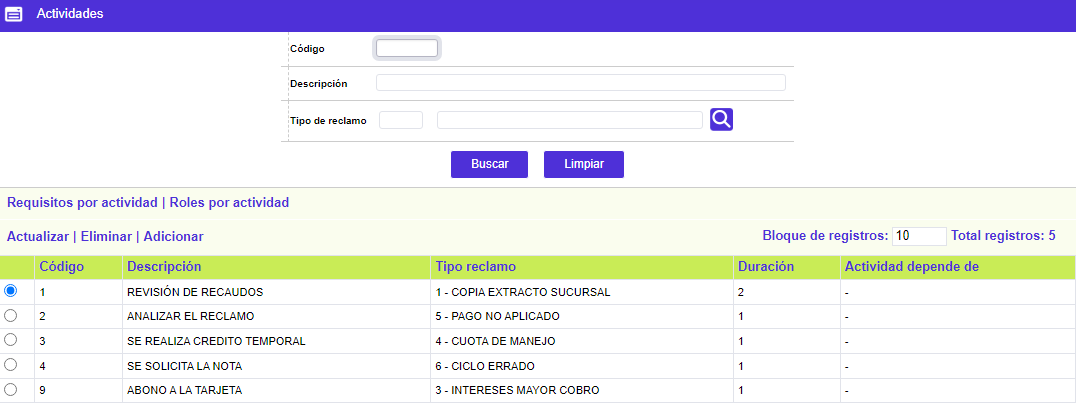 Actividades
Código
Descripción
Tipo de reclamo
Buscar Limpiar
Requisitos por actividad | Roles por actividad
Actualizar | Eliminar | Adicionar Bloque de registros: 10 Total registros: 5
Código Descripción Tipo reclamo Duración Actividad depende de
1 REVISIÓN DE RECAUDOS 1 - COPIA EXTRACTO SUCURSAL 2 -
2 ANALIZAR EL RECLAMO 5 - PAGO NO APLICADO 1 -
3 SE REALIZA CREDITO TEMPORAL 4 - CUOTA DE MANEJO 1 -
4 SE SOLICITA LA NOTA 6 - CICLO ERRADO 1 -
9 ABONO A LA TARJETA 3 - INTERESES MAYOR COBRO 1 -